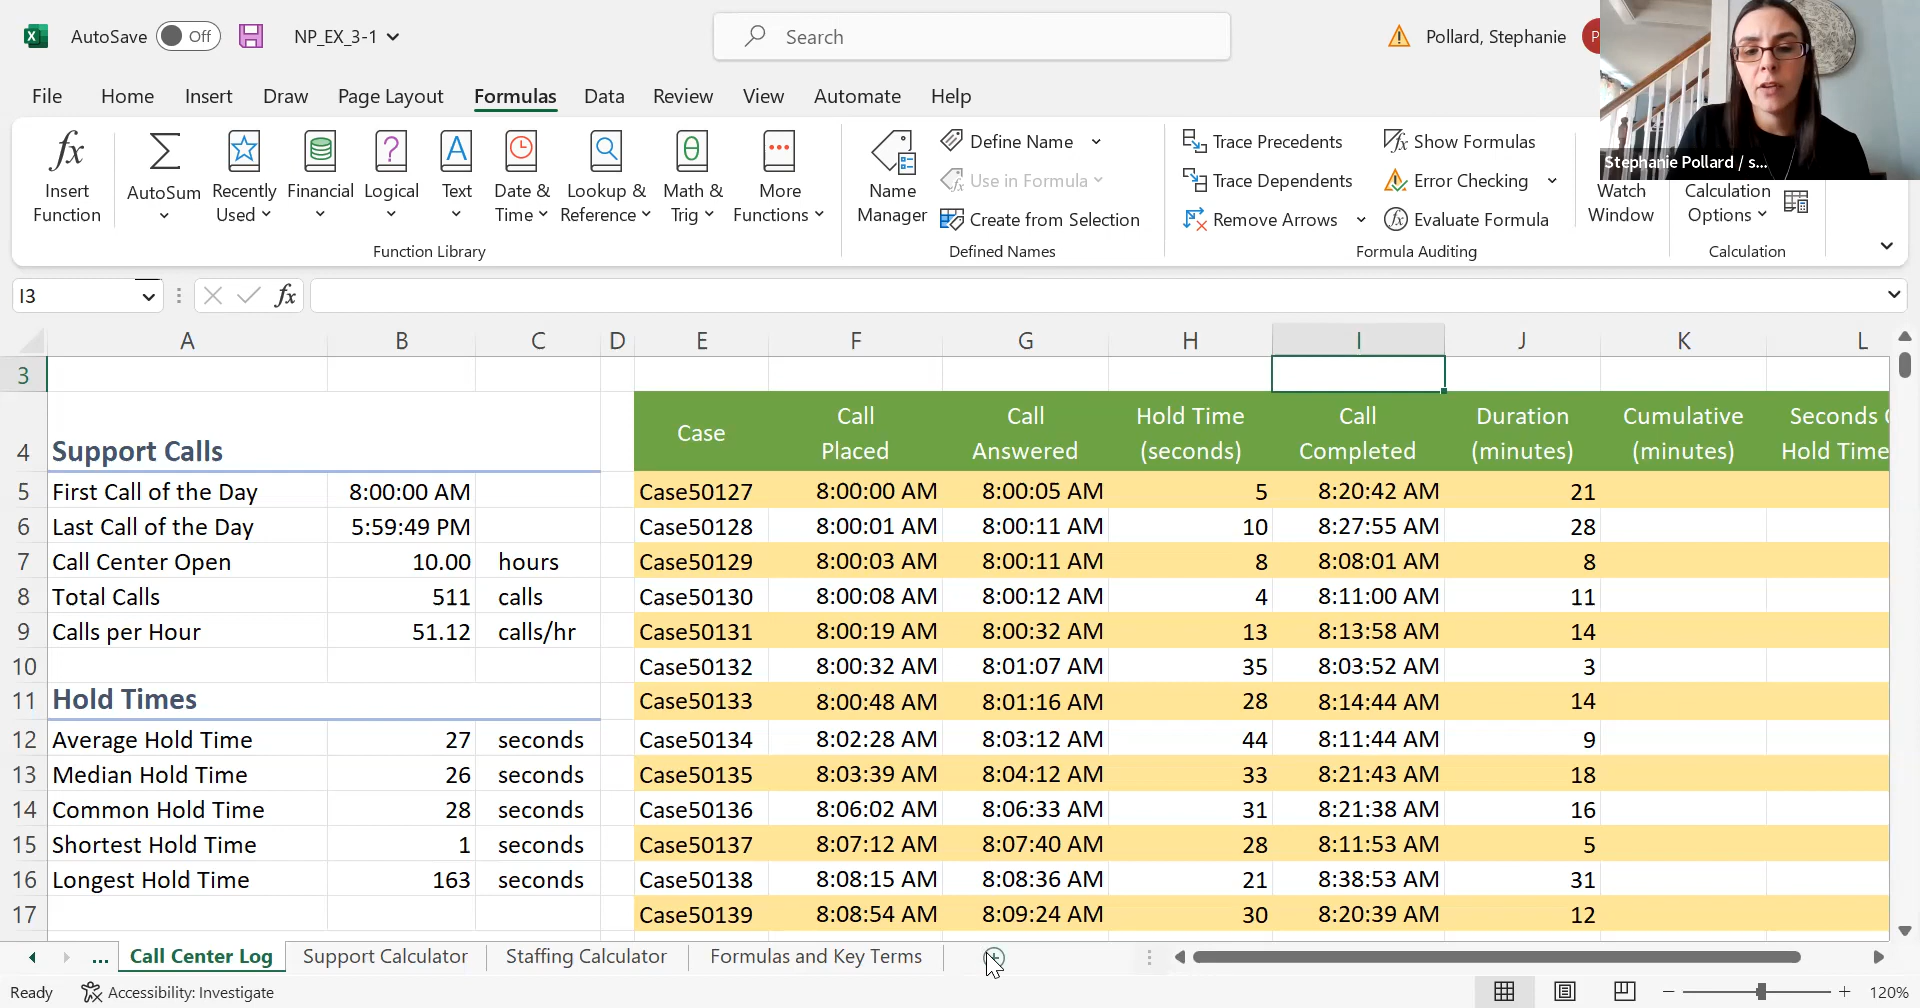 AutoSave Off NP_EX_3-1 Search Pollard, Stephanie P
File Home Insert Draw Page Layout Formulas Data Review View Automate Help
Stephanie Pollard / s...
fx Insert Function
AutoSum
Recently Used
Financial
Logical
Text
Date & Time
Lookup & Reference
Math & Trig
More Functions
Function Library
Name Manager
Define Name
Use in Formula
Create from Selection
Defined Names
Trace Precedents
Trace Dependents
Remove Arrows
Show Formulas
Error Checking
Evaluate Formula
Formula Auditing
Watch Window
Calculation Options
Calculation
I3 fx
A B C D E F G H I J K L
3
4 Support Calls Case Call Placed Call Answered Hold Time (seconds) Call Completed Duration (minutes) Cumulative (minutes) Seconds Hold Time
5 First Call of the Day 8:00:00 AM Case50127 8:00:00 AM 8:00:05 AM 5 8:20:42 AM 21
6 Last Call of the Day 5:59:49 PM Case50128 8:00:01 AM 8:00:11 AM 10 8:27:55 AM 28
7 Call Center Open 10.00 hours Case50129 8:00:03 AM 8:00:11 AM 8 8:08:01 AM 8
8 Total Calls 511 calls Case50130 8:00:08 AM 8:00:12 AM 4 8:11:00 AM 11
9 Calls per Hour 51.12 calls/hr Case50131 8:00:19 AM 8:00:32 AM 13 8:13:58 AM 14
10 Case50132 8:00:32 AM 8:01:07 AM 35 8:03:52 AM 3
11 Hold Times Case50133 8:00:48 AM 8:01:16 AM 28 8:14:44 AM 14
12 Average Hold Time 27 seconds Case50134 8:02:28 AM 8:03:12 AM 44 8:11:44 AM 9
13 Median Hold Time 26 seconds Case50135 8:03:39 AM 8:04:12 AM 33 8:21:43 AM 18
14 Common Hold Time 28 seconds Case50136 8:06:02 AM 8:06:33 AM 31 8:21:38 AM 16
15 Shortest Hold Time 1 seconds Case50137 8:07:12 AM 8:07:40 AM 28 8:11:53 AM 5
16 Longest Hold Time 163 seconds Case50138 8:08:15 AM 8:08:36 AM 21 8:38:53 AM 31
17 Case50139 8:08:54 AM 8:09:24 AM 30 8:20:39 AM 12
... Call Center Log Support Calculator Staffing Calculator Formulas and Key Terms
Ready Accessibility: Investigate 120%